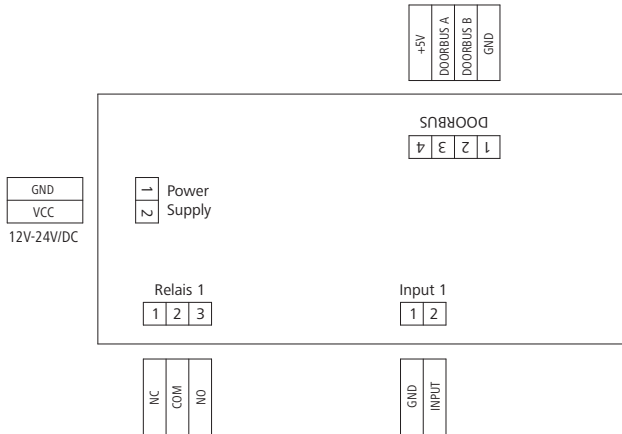 +5V
DOORBUS A
DOORBUS B
GND
DOORBUS
4 3 2 1
GND
VCC
12V-24V/DC
1 Power
2 Supply
Relais 1
1 2 3
Input 1
1 2
NC
COM
NO
GND
INPUT